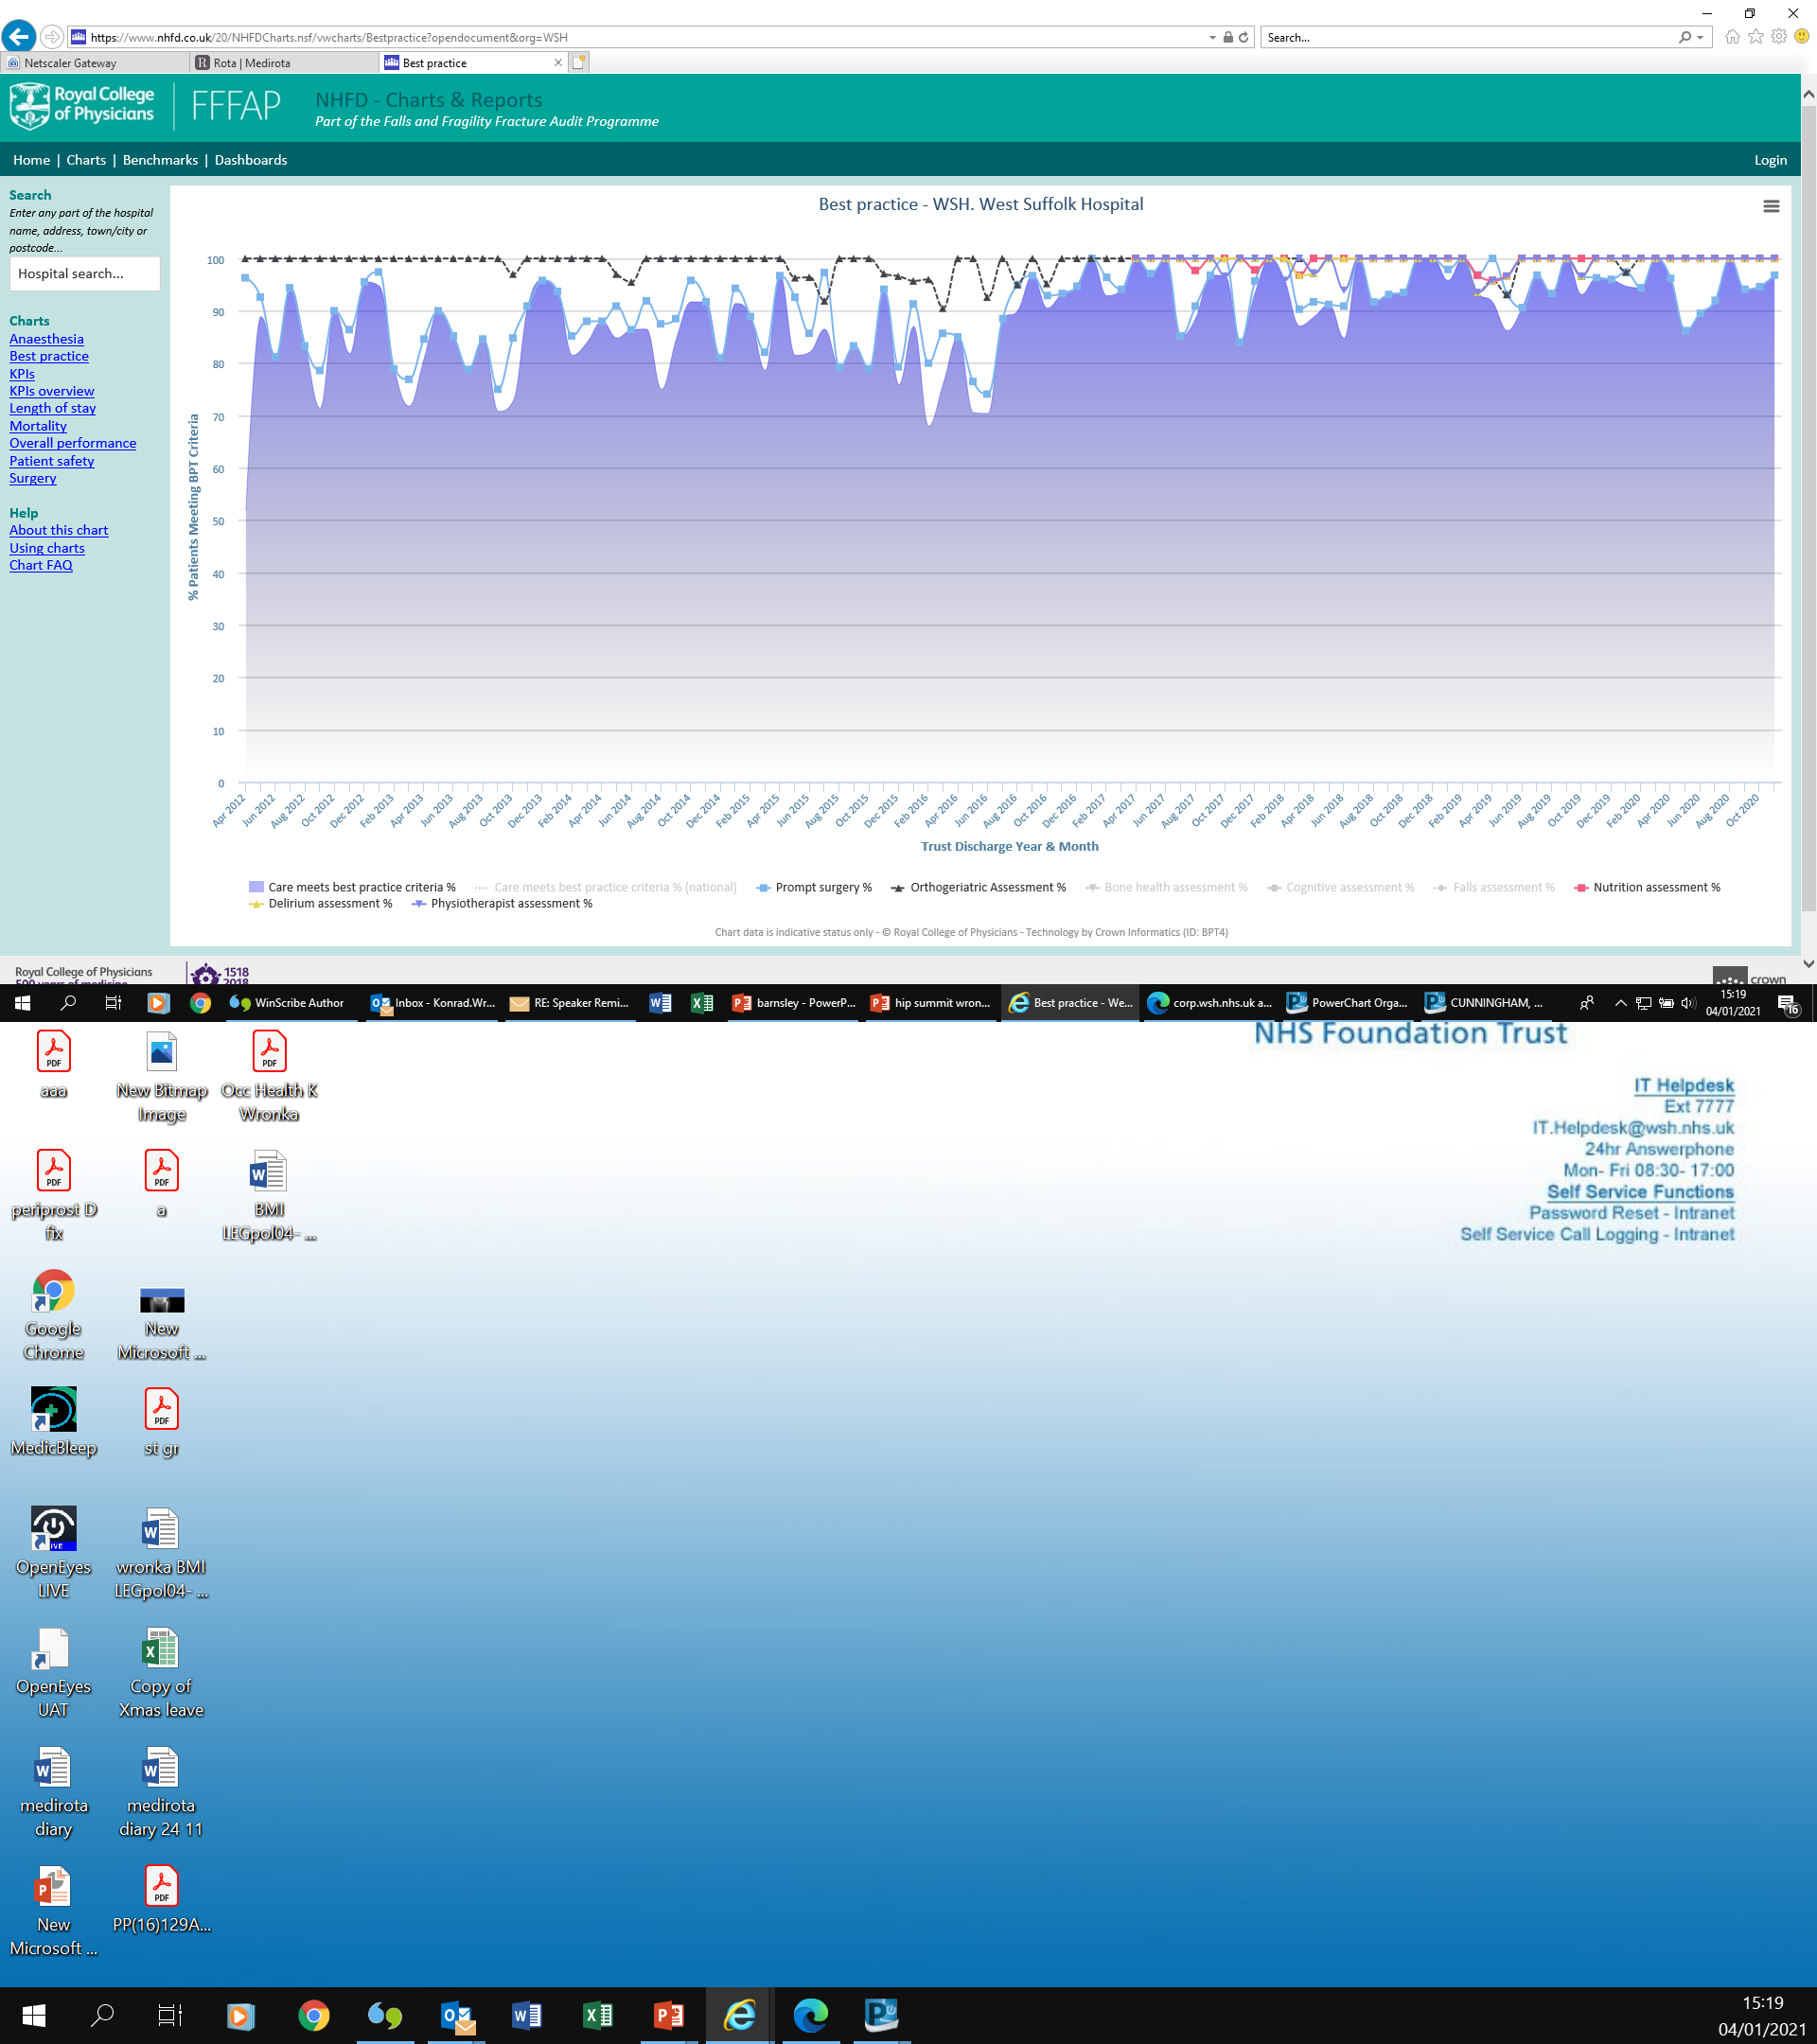 https://www.nhfd.co.uk/20/NHFDCharts.nsf/vwcharts/Bestpractice?opendocument&org=WSH
Search...
Netscaler Gateway
Rota | Medirota
Best practice
Royal College of Physicians
FFFAP
NHFD - Charts & Reports
Part of the Falls and Fragility Fracture Audit Programme
Home | Charts | Benchmarks | Dashboards
Login
Search
Enter any part of the hospital
name, address, town/city or
postcode...
Hospital search...
Charts
Anaesthesia
Best practice
KPIs
KPIs overview
Length of stay
Mortality
Overall performance
Patient safety
Surgery
Help
About this chart
Using charts
Chart FAQ
Best practice - WSH. West Suffolk Hospital
% Patients Meeting BPT Criteria
100
90
80
70
60
50
40
30
20
10
0
Apr 2012 Jun 2012 Aug 2012 Oct 2012 Dec 2012 Feb 2013 Apr 2013 Jun 2013 Aug 2013 Oct 2013 Dec 2013 Feb 2014 Apr 2014 Jun 2014 Aug 2014 Oct 2014 Dec 2014 Feb 2015 Apr 2015 Jun 2015 Aug 2015 Oct 2015 Dec 2015 Feb 2016 Apr 2016 Jun 2016 Aug 2016 Oct 2016 Dec 2016 Feb 2017 Apr 2017 Jun 2017 Aug 2017 Oct 2017 Dec 2017 Feb 2018 Apr 2018 Jun 2018 Aug 2018 Oct 2018 Dec 2018 Feb 2019 Apr 2019 Jun 2019 Aug 2019 Oct 2019 Dec 2019 Feb 2020 Apr 2020 Jun 2020 Aug 2020 Oct 2020
Trust Discharge Year & Month
Care meets best practice criteria % Care meets best practice criteria % (national) Prompt surgery % Orthogeriatric Assessment % Bone health assessment % Cognitive assessment % Falls assessment % Nutrition assessment %
Delirium assessment % Physiotherapist assessment %
Chart data is indicative status only - © Royal College of Physicians - Technology by Crown Informatics (ID: BPT4)
Royal College of Physicians
500 years of medicine
1518
2018
crown
WinScribe Author
Inbox - Konrad.Wr...
RE: Speaker Remi...
barnsley - PowerP...
hip summit wron...
Best practice - We...
corp.wsh.nhs.uk a...
PowerChart Orga...
CUNNINGHAM, ...
15:19
04/01/2021
16
NHS Foundation Trust
IT Helpdesk
Ext 7777
IT.Helpdesk@wsh.nhs.uk
24hr Answerphone
Mon- Fri 08:30- 17:00
Self Service Functions
Password Reset - Intranet
Self Service Call Logging - Intranet
aaa
New Bitmap
Image
Occ Health K
Wronka
periprost D
fix
a
BMI
LEGpol04- ...
Google
Chrome
New
Microsoft ...
MedicBleep
st gr
OpenEyes
LIVE
wronka BMI
LEGpol04- ...
OpenEyes
UAT
Copy of
Xmas leave
medirota
diary
medirota
diary 24 11
New
Microsoft ...
PP(16)129A...
15:19
04/01/2021